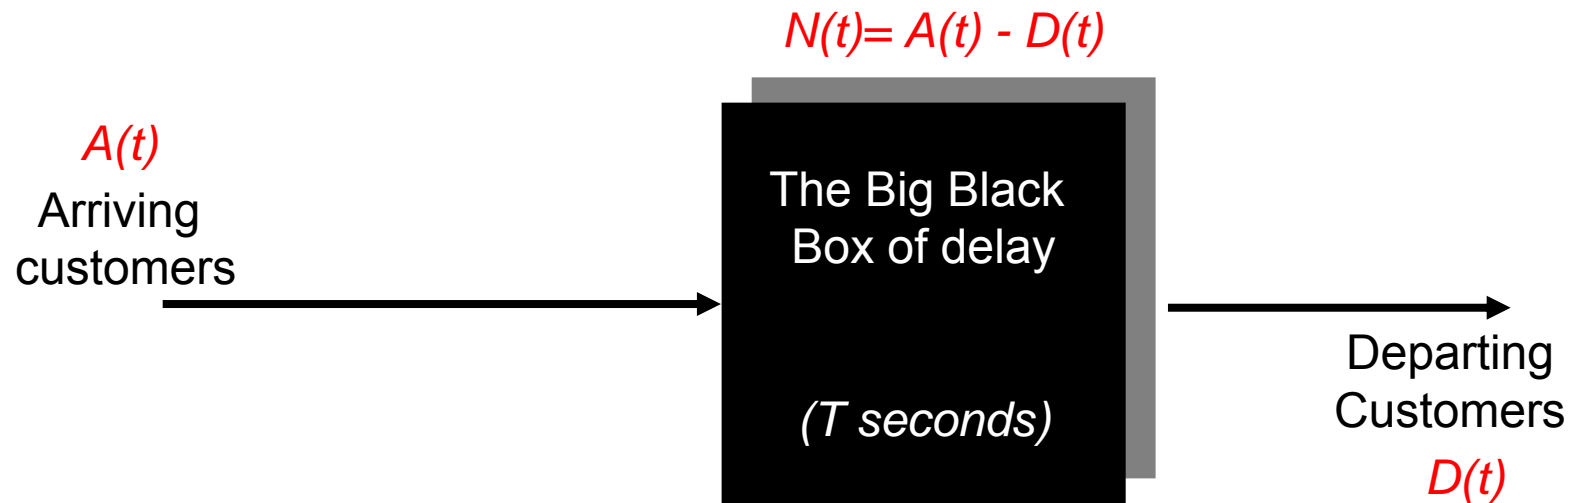 N(t)= A(t) - D(t)
A(t)
Arriving
customers
The Big Black
Box of delay
(T seconds)
Departing
Customers
D(t)